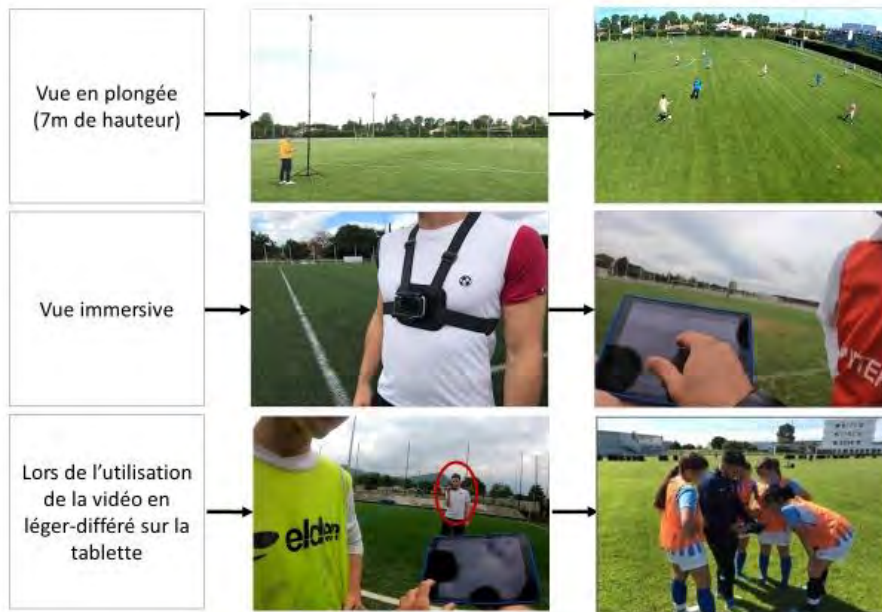 Vue en plongée
(7m de hauteur)
Vue immersive
Lors de l'utilisation
de la vidéo en
léger-différé sur la
tablette